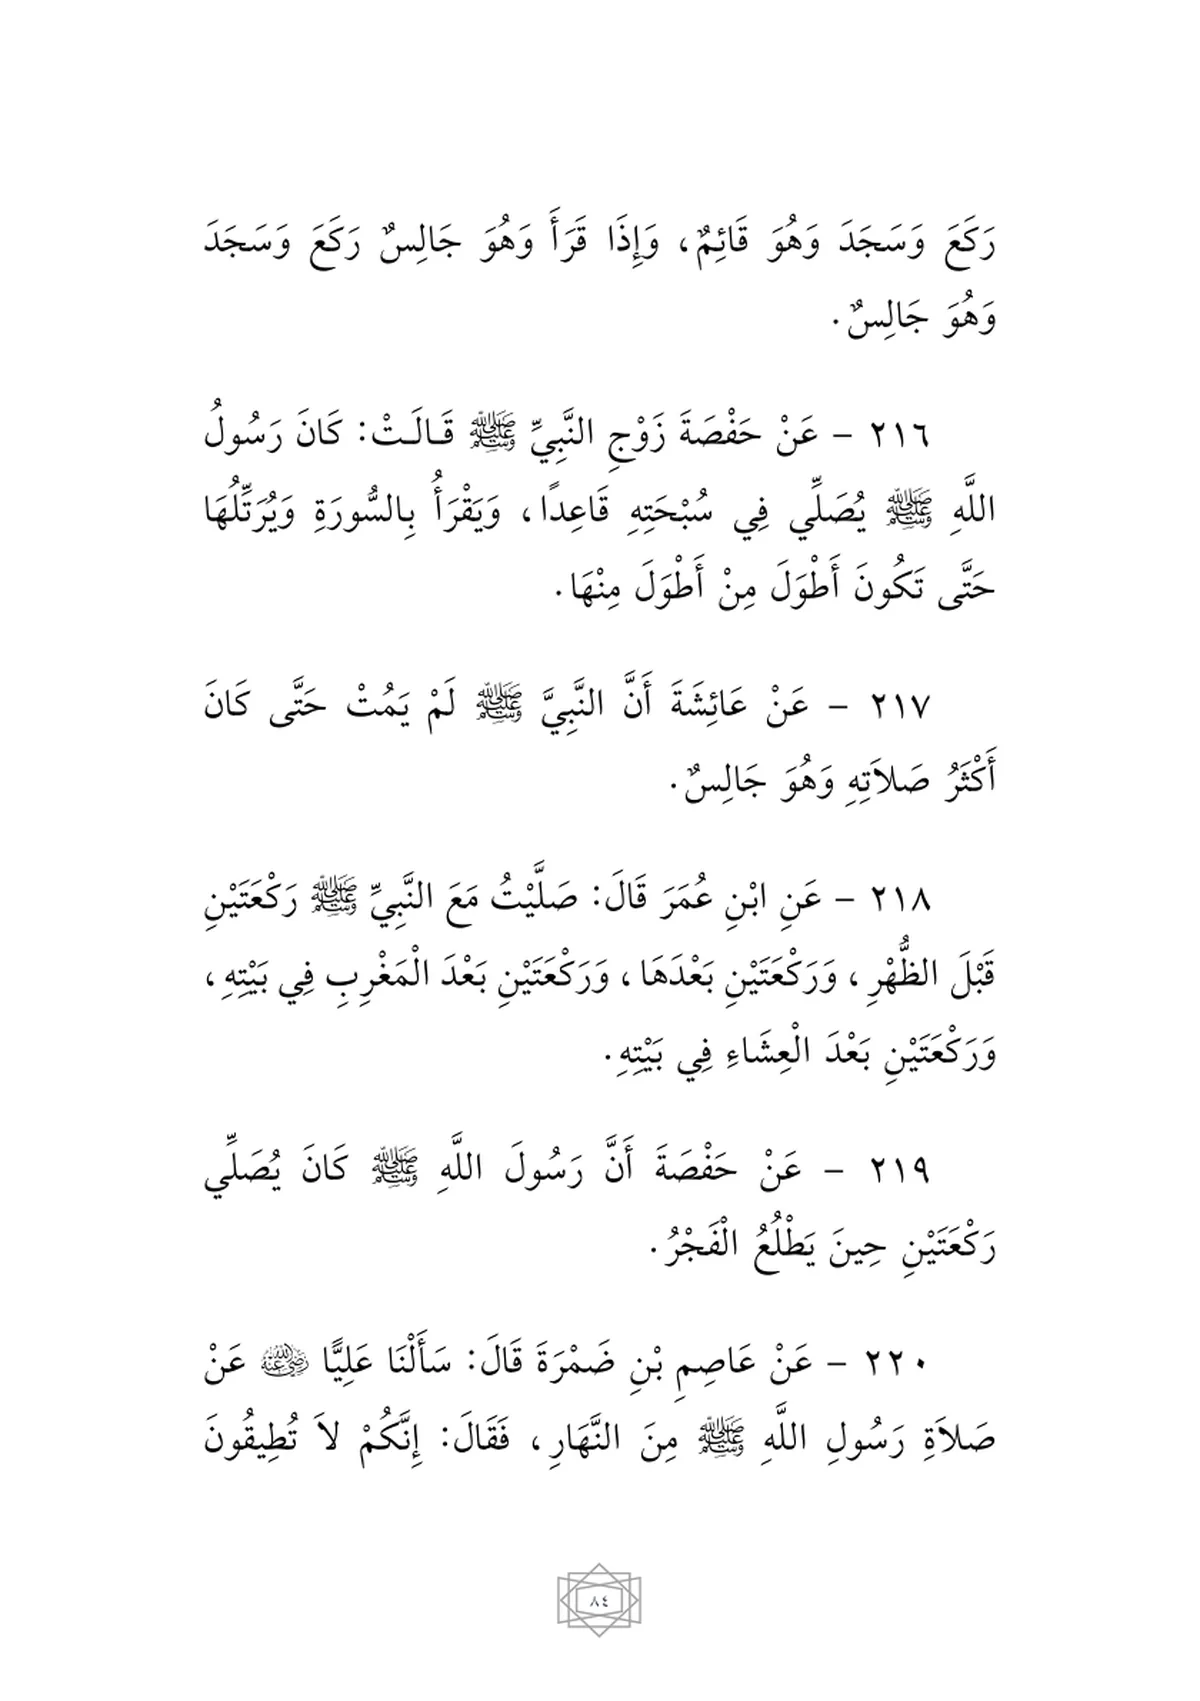 رَكَعَ وَسَجَدَ وَهُوَ قَائِمٌ، وَإِذَا قَرَأَ وَهُوَ جَالِسٌ رَكَعَ وَسَجَدَ
وَهُوَ جَالِسٌ.
٢١٦ - عَنْ حَفْصَةَ زَوْجِ النَّبِيِّ ﷺ قَـالَـتْ: كَانَ رَسُولُ
اللَّهِ ﷺ يُصَلِّي فِي سُبْحَتِهِ قَاعِدًا، وَيَقْرَأُ بِالسُّورَةِ وَيُرَتِّلُهَا
حَتَّى تَكُونَ أَطْوَلَ مِنْ أَطْوَلَ مِنْهَا.
٢١٧ - عَنْ عَائِشَةَ أَنَّ النَّبِيَّ ﷺ لَمْ يَمُتْ حَتَّى كَانَ
أَكْثَرُ صَلاَتِهِ وَهُوَ جَالِسٌ.
٢١٨ - عَنِ ابْنِ عُمَرَ قَالَ: صَلَّيْتُ مَعَ النَّبِيِّ ﷺ رَكْعَتَيْنِ
قَبْلَ الظُّهْرِ، وَرَكْعَتَيْنِ بَعْدَهَا، وَرَكْعَتَيْنِ بَعْدَ الْمَغْرِبِ فِي بَيْتِهِ،
وَرَكْعَتَيْنِ بَعْدَ الْعِشَاءِ فِي بَيْتِهِ.
٢١٩ - عَنْ حَفْصَةَ أَنَّ رَسُولَ اللَّهِ ﷺ كَانَ يُصَلِّي
رَكْعَتَيْنِ حِينَ يَطْلُعُ الْفَجْرُ.
٢٢٠ - عَنْ عَاصِمِ بْنِ ضَمْرَةَ قَالَ: سَأَلْنَا عَلِيًّا رضي الله عنه عَنْ
صَلاَةِ رَسُولِ اللَّهِ ﷺ مِنَ النَّهَارِ، فَقَالَ: إِنَّكُمْ لاَ تُطِيقُونَ
٨٤